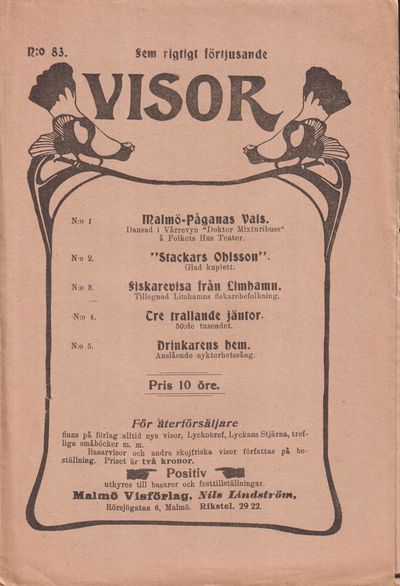 N:o 83.
Fem rigtigt förtjusande
VISOR
N:o 1 Malmö-Pågarnas Vals.
Dansad i Vårrevyn "Doktor Mixturibuss"
å Folkets Hus Teater.
N:o 2. "Stackars Ohlsson".
Glad kuplett.
N:o 3. Fiskarevisa från Limhamn.
Tillegnad Limhamns fiskarebefolkning.
N:o 4. Tre trallande jäntor.
50:de tusendet.
N:o 5. Drinkarens hem.
Anslående nykterhetssång.
Pris 10 öre.
För återförsäljare
finns på förlag alltid nya visor, Lyckobref, Lyckans Stjärna, tref-
liga småböcker m. m.
Basarvisor och andra skojfriska visor författas på be-
ställning. Priset är två kronor.
Positiv
uthyres till basarer och festtillställningar.
Malmö Visförlag, Nils Lindström,
Rörsjögatan 6, Malmö. Rikstel. 29 22.